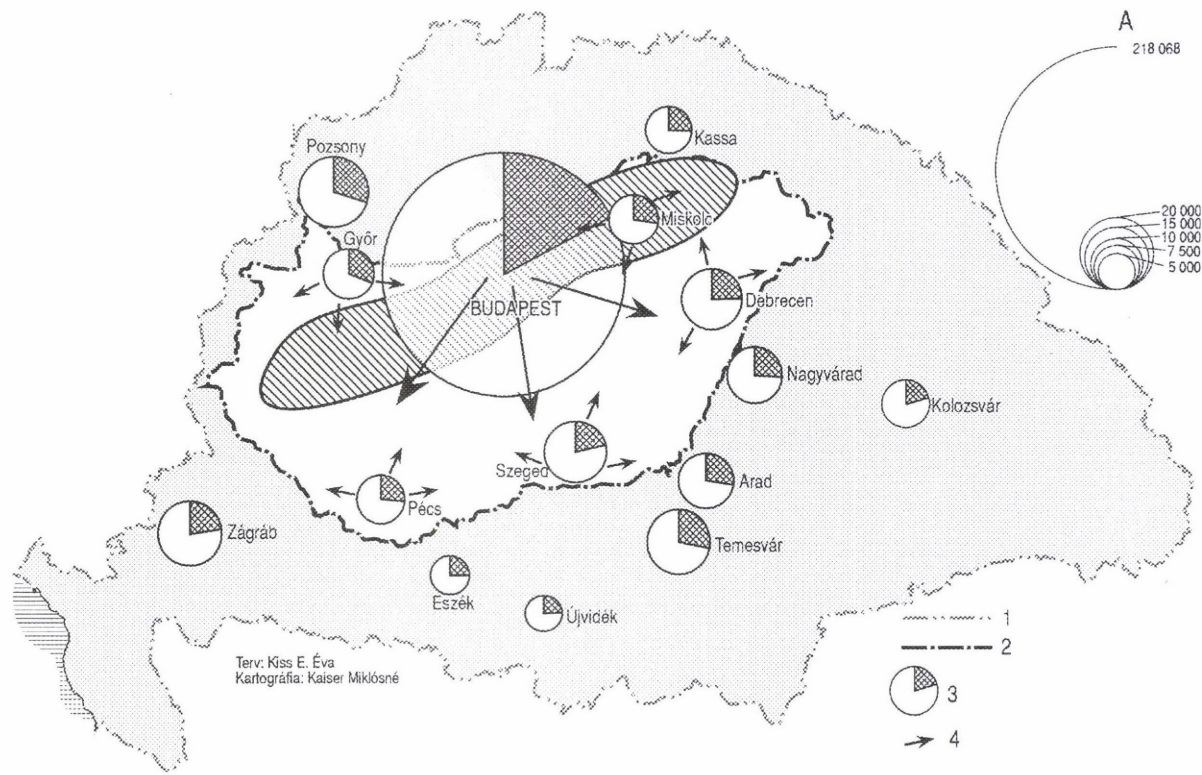 A
218 068
20 000
15 000
10 000
7 500
5 000
Kassa
Pozsony
Miskolc
Győr
BUDAPEST
Debrecen
Nagyvárad
Kolozsvár
Szeged
Arad
Pécs
Zágráb
Temesvár
Eszék
Újvidék
Terv: Kiss E. Éva
Kartográfia: Kaiser Miklósné
1
2
3
4